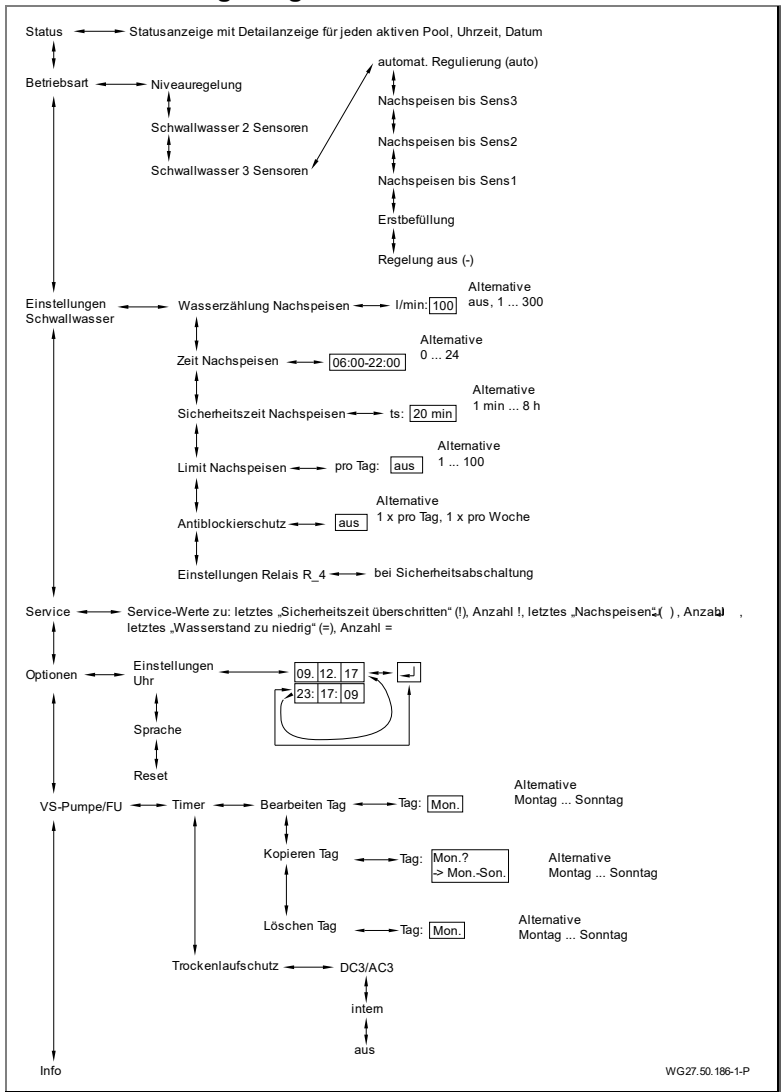 Status Statusanzeige mit Detailanzeige für jeden aktiven Pool, Uhrzeit, Datum
automat. Regulierung (auto)
Betriebsart Niveauregelung
Nachspeisen bis Sens3
Schwallwasser 2 Sensoren
Nachspeisen bis Sens2
Schwallwasser 3 Sensoren
Nachspeisen bis Sens1
Erstbefüllung
Regelung aus (-)
Alternative
Einstellungen Wasserzählung Nachspeisen l/min: 100 aus, 1 ... 300
Schwallwasser
Alternative
Zeit Nachspeisen 06:00-22:00 0 ... 24
Alternative
Sicherheitszeit Nachspeisen ts: 20 min 1 min ... 8 h
Alternative
Limit Nachspeisen pro Tag: aus 1 ... 100
Alternative
Antiblockierschutz aus 1 x pro Tag, 1 x pro Woche
Einstellungen Relais R_4 bei Sicherheitsabschaltung
Service Service-Werte zu: letztes „Sicherheitszeit überschritten“ (!), Anzahl !, letztes „Nachspeisen“ ( ) , Anzahl ,
letztes „Wasserstand zu niedrig“ (=), Anzahl =
Optionen Einstellungen 09. 12. 17
Uhr 23: 17: 09
Sprache
Reset
Alternative
VS-Pumpe/FU Timer Bearbeiten Tag Tag: Mon. Montag ... Sonntag
Kopieren Tag Tag: Mon.? Alternative
-> Mon.-Son. Montag ... Sonntag
Alternative
Löschen Tag Tag: Mon. Montag ... Sonntag
Trockenlaufschutz DC3/AC3
intern
aus
Info
WG27.50.186-1-P